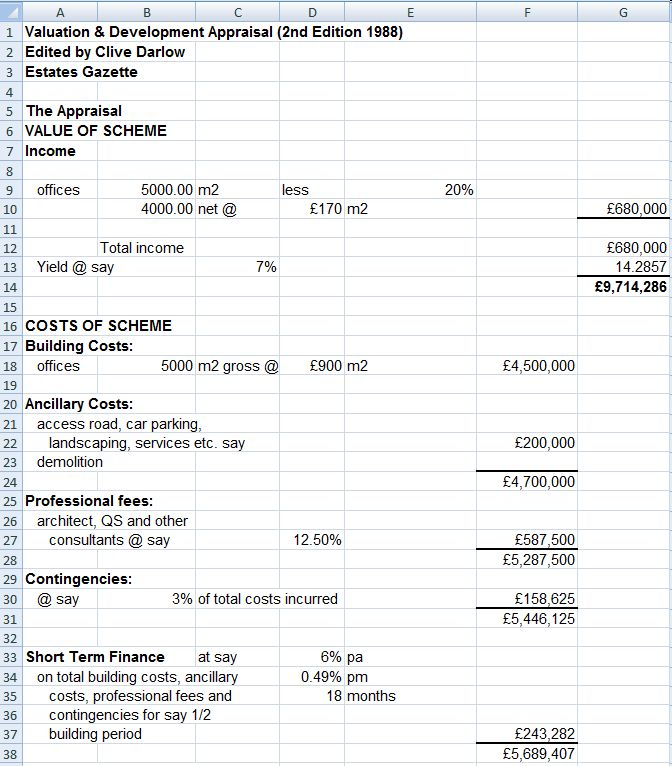 A B C D E F G
1 Valuation & Development Appraisal (2nd Edition 1988)
2 Edited by Clive Darlow
3 Estates Gazette
4
5 The Appraisal
6 VALUE OF SCHEME
7 Income
8
9 offices 5000.00 m2 less 20%
10 4000.00 net @ £170 m2 £680,000
11
12 Total income £680,000
13 Yield @ say 7% 14.2857
14 £9,714,286
15
16 COSTS OF SCHEME
17 Building Costs:
18 offices 5000 m2 gross @ £900 m2 £4,500,000
19
20 Ancillary Costs:
21 access road, car parking,
22 landscaping, services etc. say £200,000
23 demolition
24 £4,700,000
25 Professional fees:
26 architect, QS and other
27 consultants @ say 12.50% £587,500
28 £5,287,500
29 Contingencies:
30 @ say 3% of total costs incurred £158,625
31 £5,446,125
32
33 Short Term Finance at say 6% pa
34 on total building costs, ancillary 0.49% pm
35 costs, professional fees and 18 months
36 contingencies for say 1/2
37 building period £243,282
38 £5,689,407